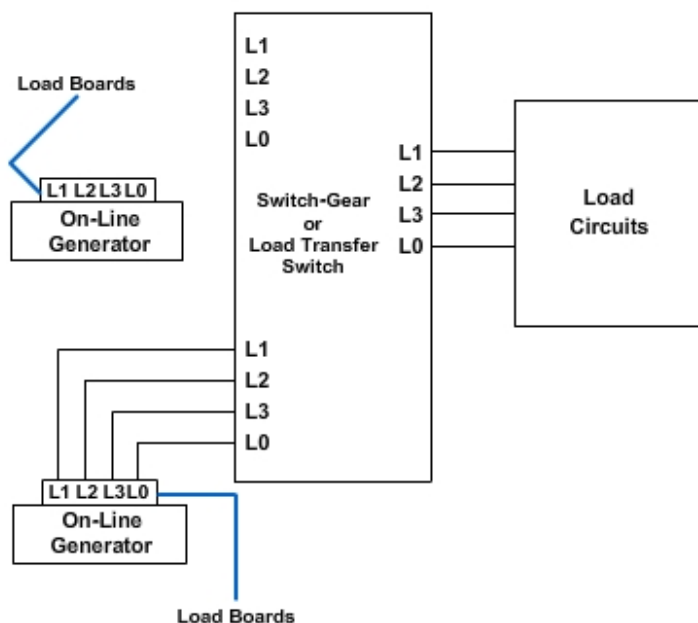 L1
L2
L3
L0
Load Boards
L1 L2 L3 L0
On-Line
Generator
Switch-Gear
or
Load Transfer
Switch
L1
L2
L3
L0
Load
Circuits
L1
L2
L3
L0
L1 L2 L3 L0
On-Line
Generator
Load Boards